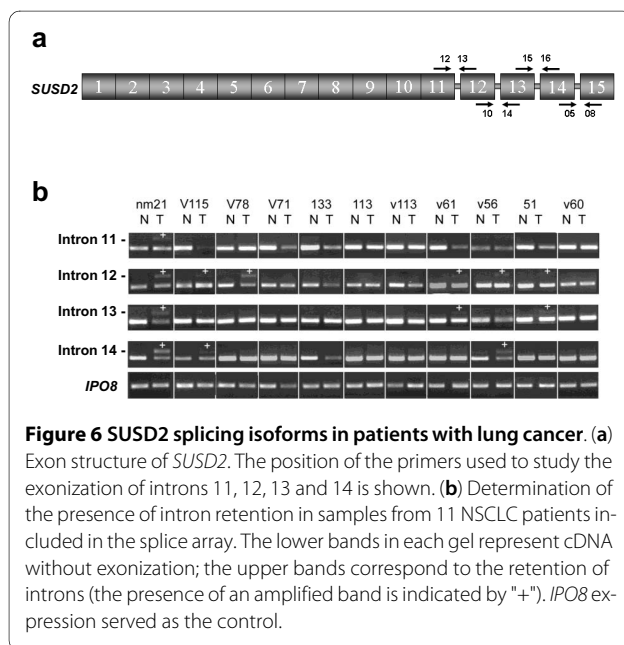 a
12 13 15 16
SUSD2 1 2 3 4 5 6 7 8 9 10 11 12 13 14 15
10 14 05 08
b
nm21 V115 V78 V71 133 113 v113 v61 v56 51 v60
N T N T N T N T N T N T N T N T N T N T N T
+
Intron 11 -
+ + + + + +
Intron 12 -
+ + +
Intron 13 -
+ + +
Intron 14 -
IPO8
Figure 6 SUSD2 splicing isoforms in patients with lung cancer. (a)
Exon structure of SUSD2. The position of the primers used to study the
exonization of introns 11, 12, 13 and 14 is shown. (b) Determination of
the presence of intron retention in samples from 11 NSCLC patients in-
cluded in the splice array. The lower bands in each gel represent cDNA
without exonization; the upper bands correspond to the retention of
introns (the presence of an amplified band is indicated by "+"). IPO8 ex-
pression served as the control.